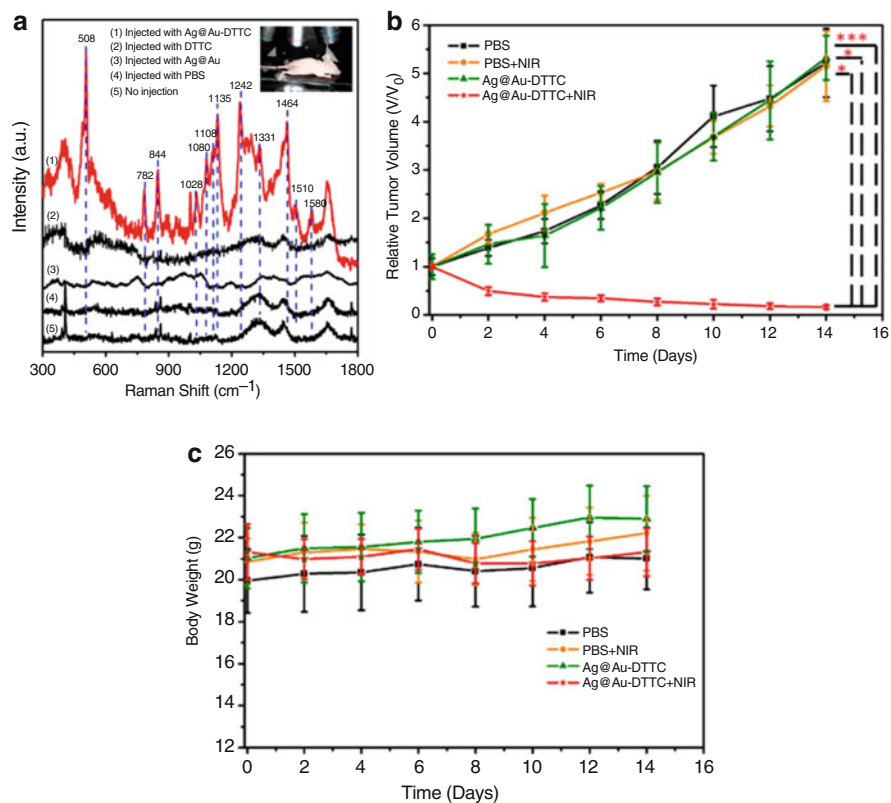 a
(1) Injected with Ag@Au-DTTC
(2) Injected with DTTC
(3) Injected with Ag@Au
(4) Injected with PBS
(5) No injection
508
782
844
1028
1080
1108
1135
1242
1331
1464
1510
1580
(1)
(2)
(3)
(4)
(5)
Intensity (a.u.)
300 600 900 1200 1500 1800
Raman Shift (cm−1)
b
PBS
PBS+NIR
Ag@Au-DTTC
Ag@Au-DTTC+NIR
***
*
*
Relative Tumor Volume (V/V0)
6
5
4
3
2
1
0
0 2 4 6 8 10 12 14 16
Time (Days)
c
Body Weight (g)
26
24
22
20
18
16
14
12
PBS
PBS+NIR
Ag@Au-DTTC
Ag@Au-DTTC+NIR
0 2 4 6 8 10 12 14 16
Time (Days)